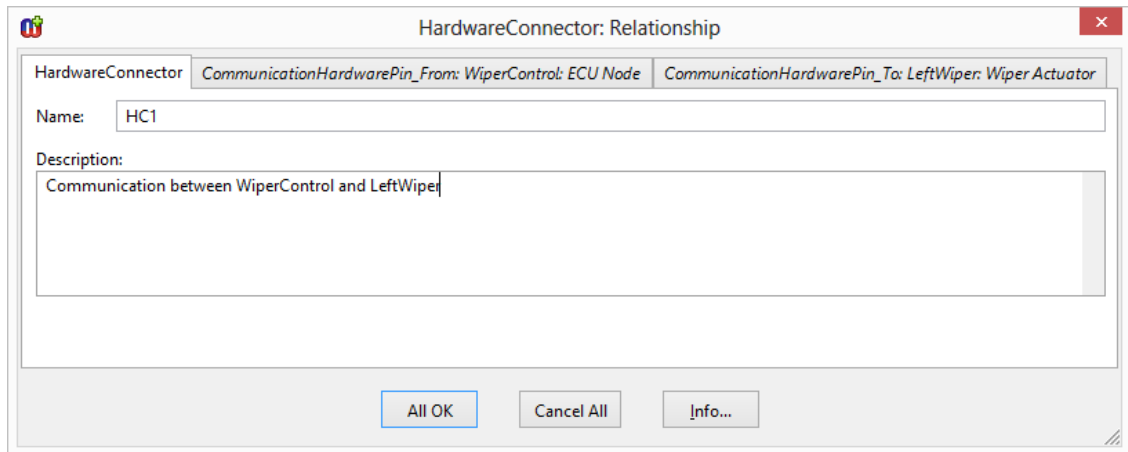 HardwareConnector: Relationship
HardwareConnector CommunicationHardwarePin_From: WiperControl: ECU Node CommunicationHardwarePin_To: LeftWiper: Wiper Actuator
Name: HC1
Description:
Communication between WiperControl and LeftWiper
All OK Cancel All Info...